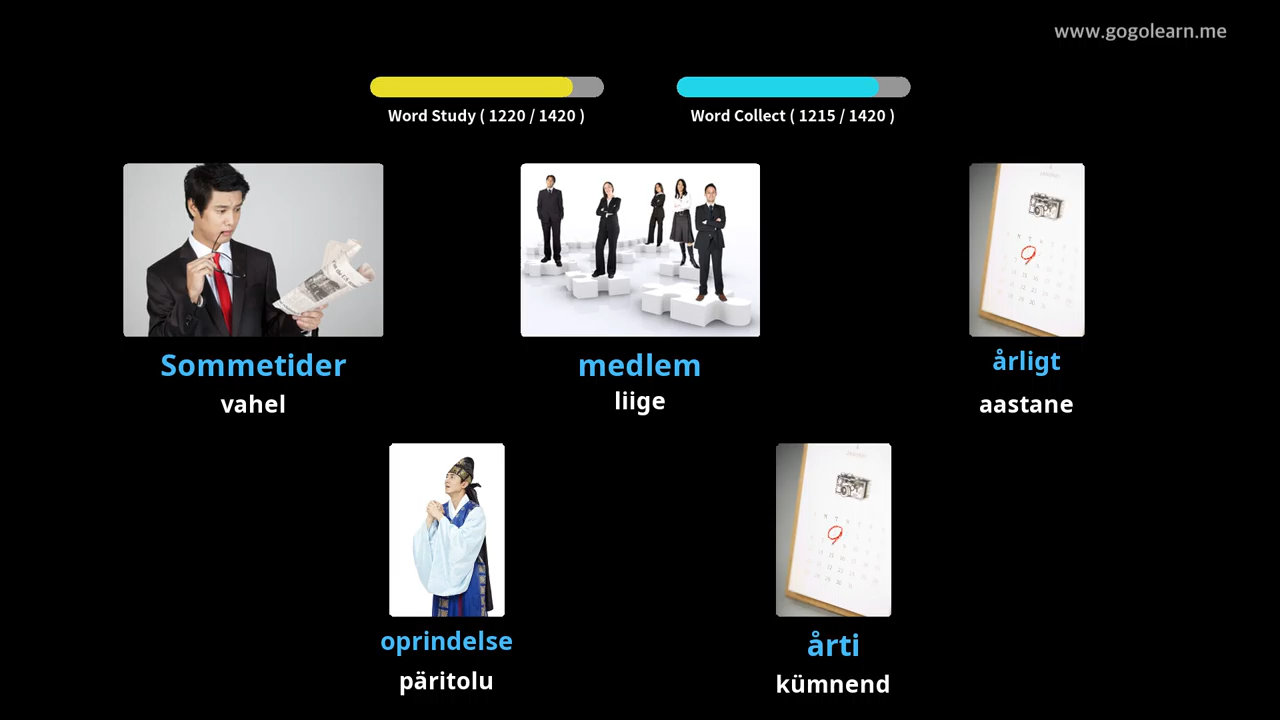 www.gogolearn.me
Word Study ( 1220 / 1420 )
Word Collect ( 1215 / 1420 )
Sommetider
medlem
årligt
vahel
liige
aastane
oprindelse
årti
päritolu
kümnend